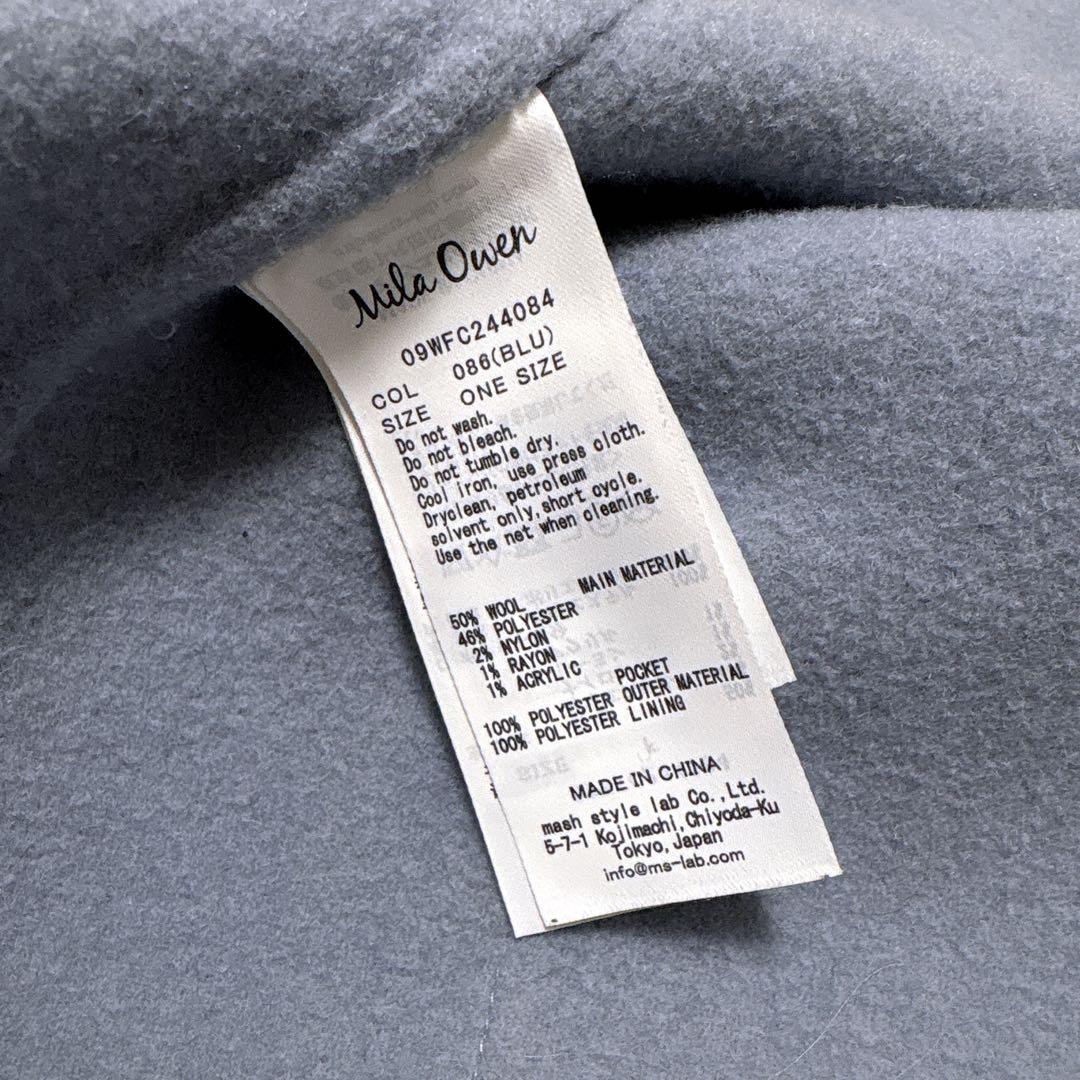 Mila Owen
09WFC244084
COL 086(BLU)
SIZE ONE SIZE
Do not wash.
Do not bleach.
Do not tumble dry.
Cool iron, use press cloth.
Dryclean, petroleum
solvent only,short cycle.
Use the net when cleaning.
MAIN MATERIAL
50% WOOL
46% POLYESTER
2% NYLON
1% RAYON
1% ACRYLIC
POCKET
100% POLYESTER OUTER MATERIAL
100% POLYESTER LINING
MADE IN CHINA
mash style lab Co.,Ltd.
5-7-1 Kojimachi,Chiyoda-Ku
Tokyo,Japan
info@ms-lab.com